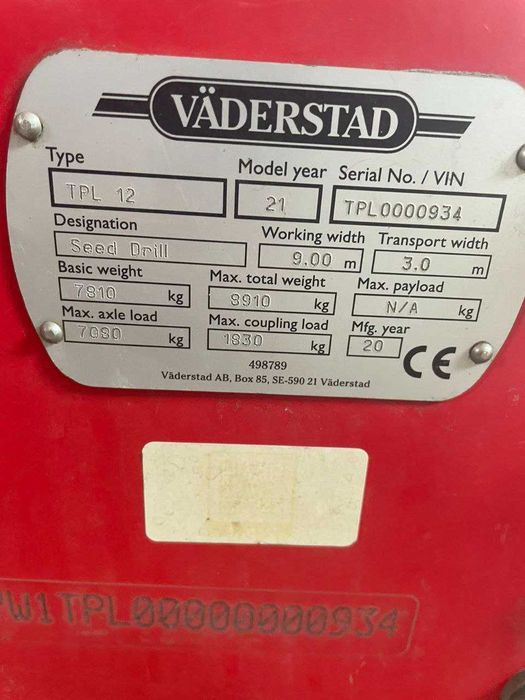 VÄDERSTAD
Type Model year Serial No. / VIN
TPL 12 21 TPL0000934
Designation Working width Transport width
Seed Drill 9.00 m 3.0 m
Basic weight Max. total weight Max. payload
7810 kg 8910 kg N/A kg
Max. axle load Max. coupling load Mfg. year
7080 kg 1830 kg 20
CE
498789
Väderstad AB, Box 85, SE-590 21 Väderstad
PW1TPL00000000934